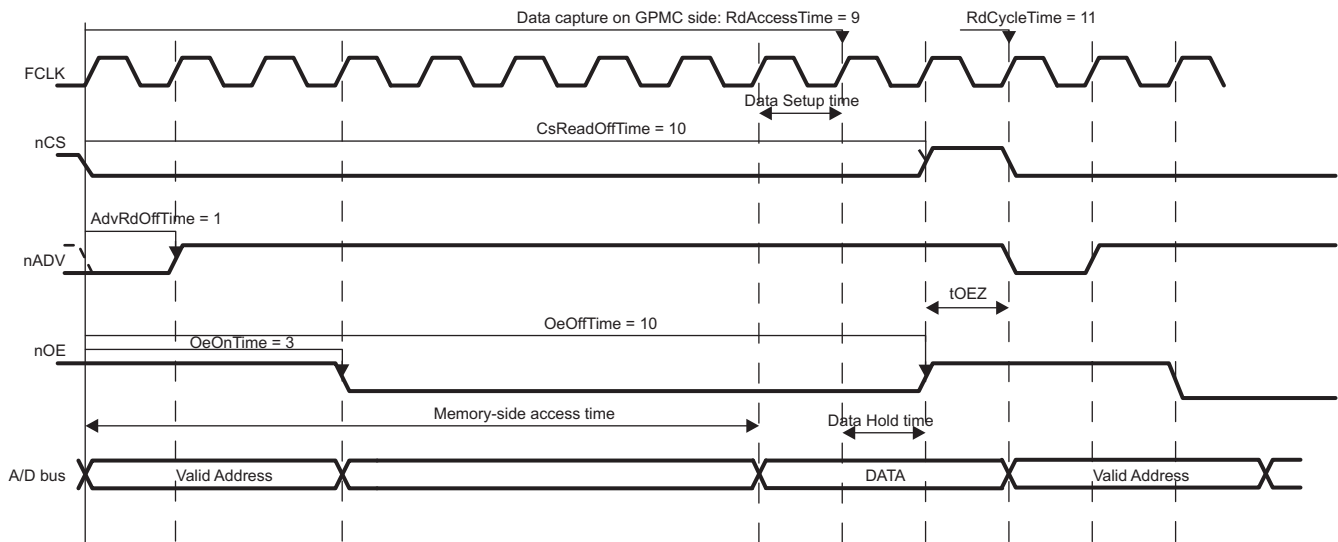 Data capture on GPMC side: RdAccessTime = 9
RdCycleTime = 11
FCLK
Data Setup time
CsReadOffTime = 10
nCS
AdvRdOffTime = 1
nADV
tOEZ
OeOffTime = 10
OeOnTime = 3
nOE
Memory-side access time
Data Hold time
A/D bus
Valid Address
DATA
Valid Address